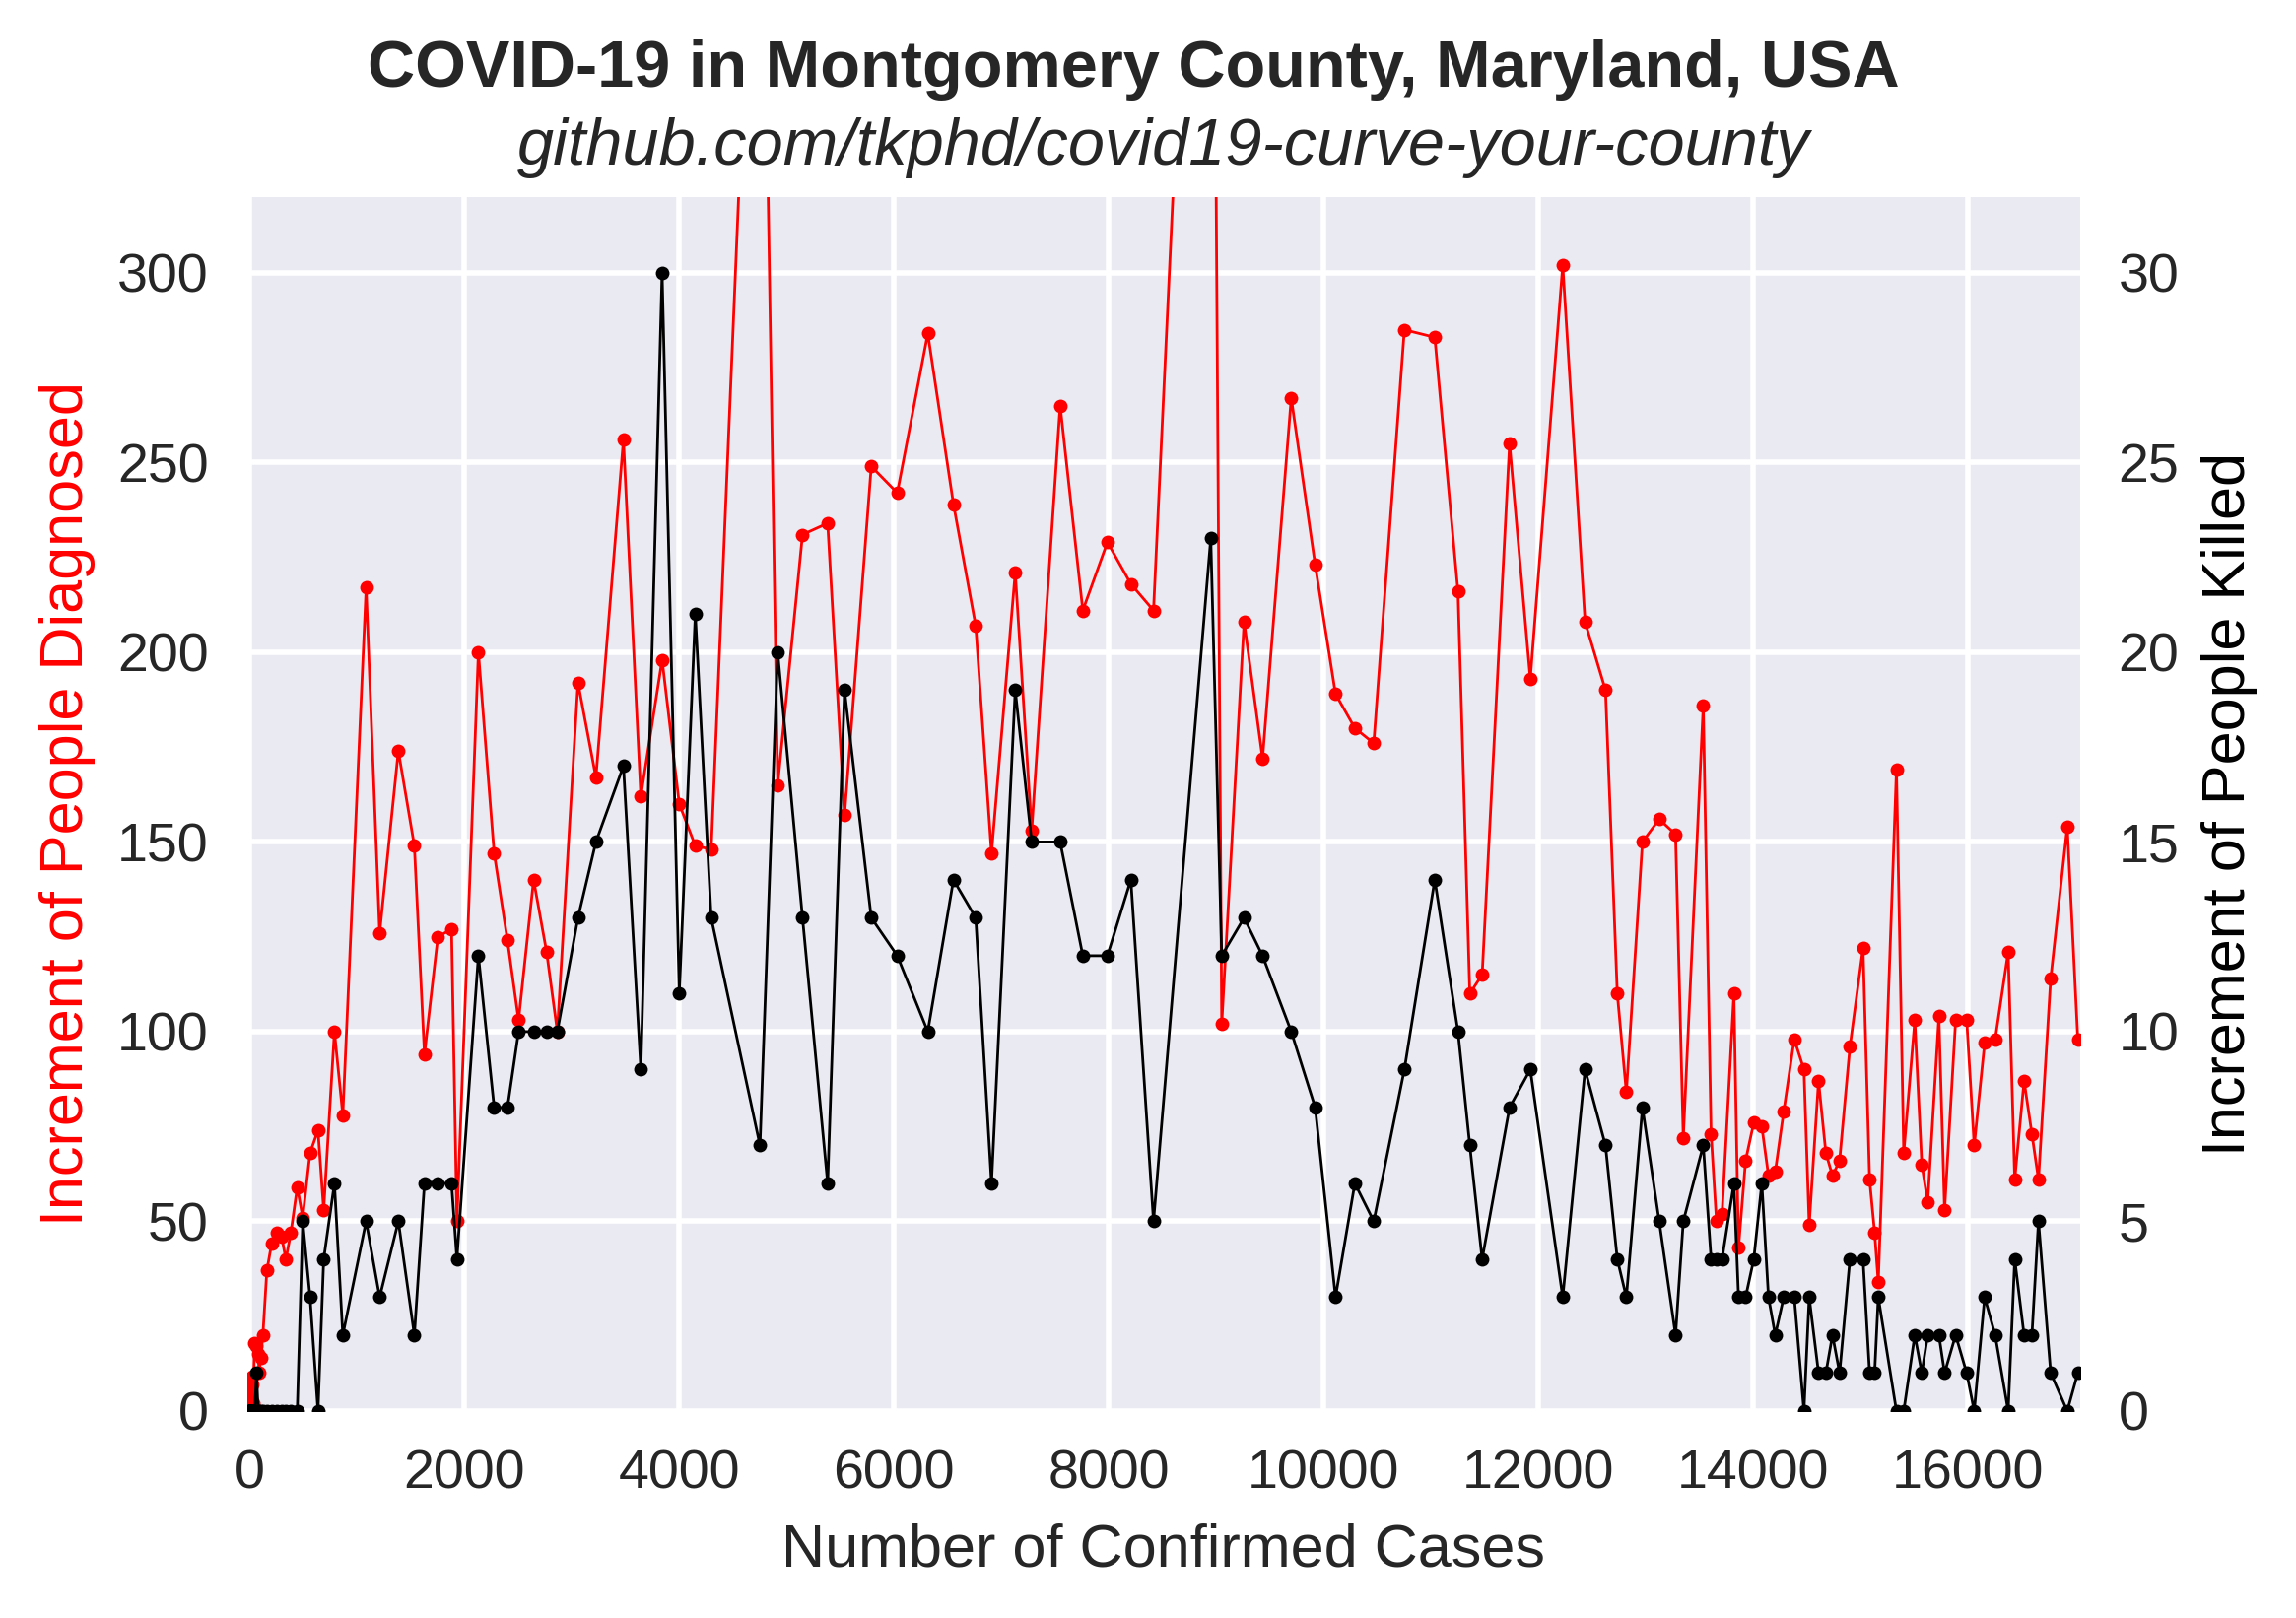 COVID-19 in Montgomery County, Maryland, USA
github.com/tkphd/covid19-curve-your-county
Increment of People Diagnosed
300
250
200
150
100
50
0
30
25
20
15
10
5
0
Increment of People Killed
0 2000 4000 6000 8000 10000 12000 14000 16000
Number of Confirmed Cases